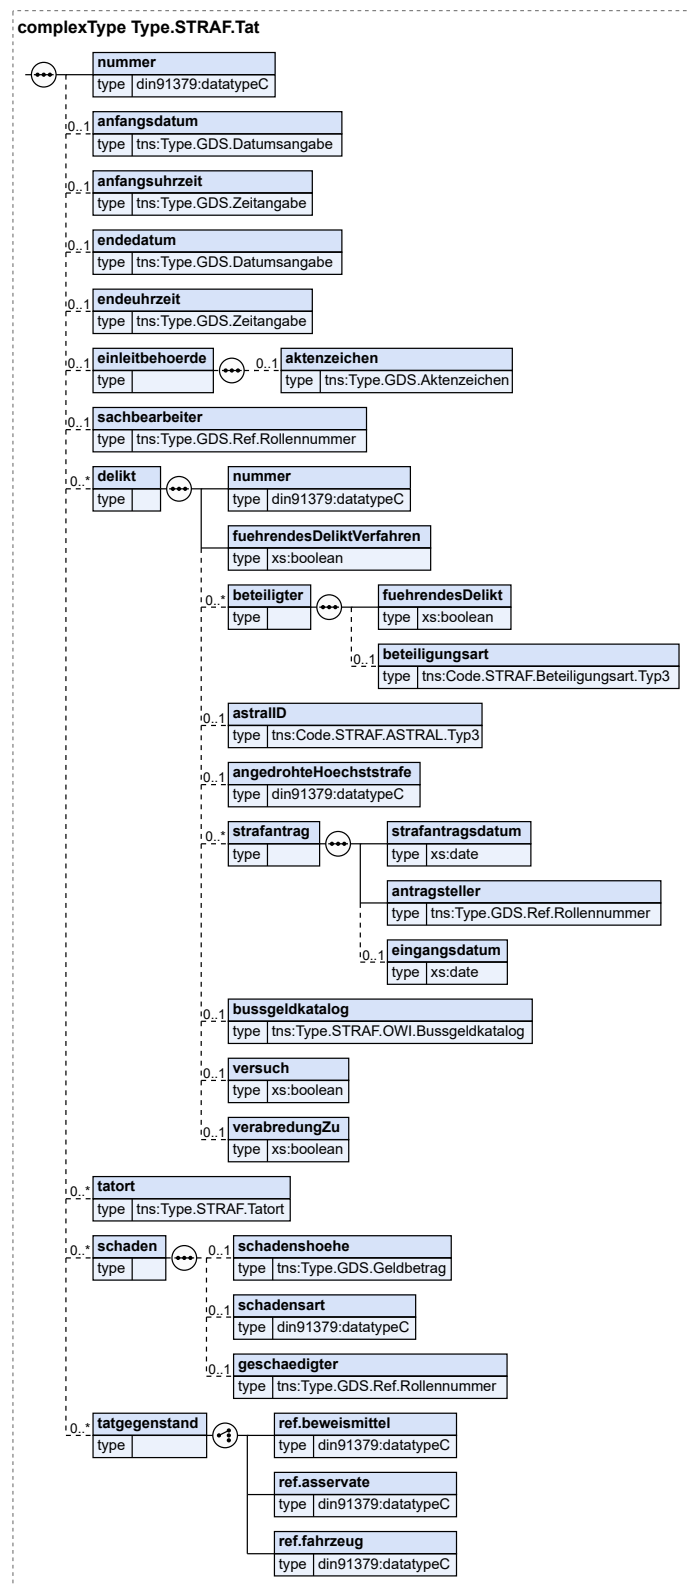 complexType Type.STRAF.Tat
nummer
type din91379:datatypeC
0..1 anfangsdatum
type tns:Type.GDS.Datumsangabe
0..1 anfangsuhrzeit
type tns:Type.GDS.Zeitangabe
0..1 endedatum
type tns:Type.GDS.Datumsangabe
0..1 endeuhrzeit
type tns:Type.GDS.Zeitangabe
0..1 einleitbehoerde 0..1 aktenzeichen
type type tns:Type.GDS.Aktenzeichen
0..1 sachbearbeiter
type tns:Type.GDS.Ref.Rollennummer
0..* delikt nummer
type type din91379:datatypeC
fuehrendesDeliktVerfahren
type xs:boolean
0..* beteiligter fuehrendesDelikt
type type xs:boolean
0..1 beteiligungsart
type tns:Code.STRAF.Beteiligungsart.Typ3
0..1 astralID
type tns:Code.STRAF.ASTRAL.Typ3
0..1 angedrohteHoechststrafe
type din91379:datatypeC
0..* strafantrag strafantragsdatum
type type xs:date
antragsteller
type tns:Type.GDS.Ref.Rollennummer
0..1 eingangsdatum
type xs:date
0..1 bussgeldkatalog
type tns:Type.STRAF.OWI.Bussgeldkatalog
0..1 versuch
type xs:boolean
0..1 verabredungZu
type xs:boolean
0..* tatort
type tns:Type.STRAF.Tatort
0..* schaden 0..1 schadenshoehe
type type tns:Type.GDS.Geldbetrag
0..1 schadensart
type din91379:datatypeC
0..1 geschaedigter
type tns:Type.GDS.Ref.Rollennummer
0..* tatgegenstand ref.beweismittel
type type din91379:datatypeC
ref.asservate
type din91379:datatypeC
ref.fahrzeug
type din91379:datatypeC